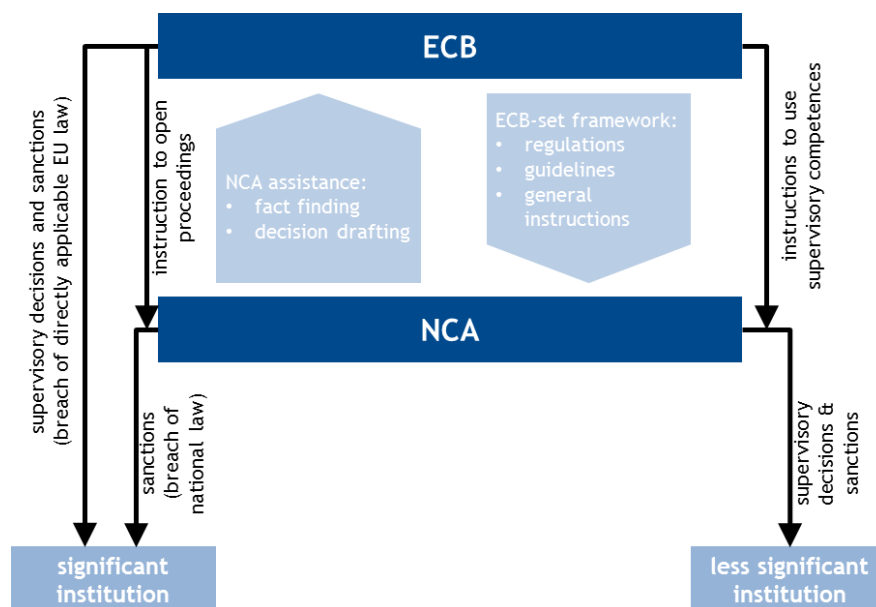 ECB
supervisory decisions and sanctions
(breach of directly applicable EU law)
instruction to open
proceedings
NCA assistance:
• fact finding
• decision drafting
ECB-set framework:
• regulations
• guidelines
• general
instructions
instructions to use
supervisory competences
NCA
sanctions
(breach of
national law)
supervisory
decisions &
sanctions
significant
institution
less significant
institution